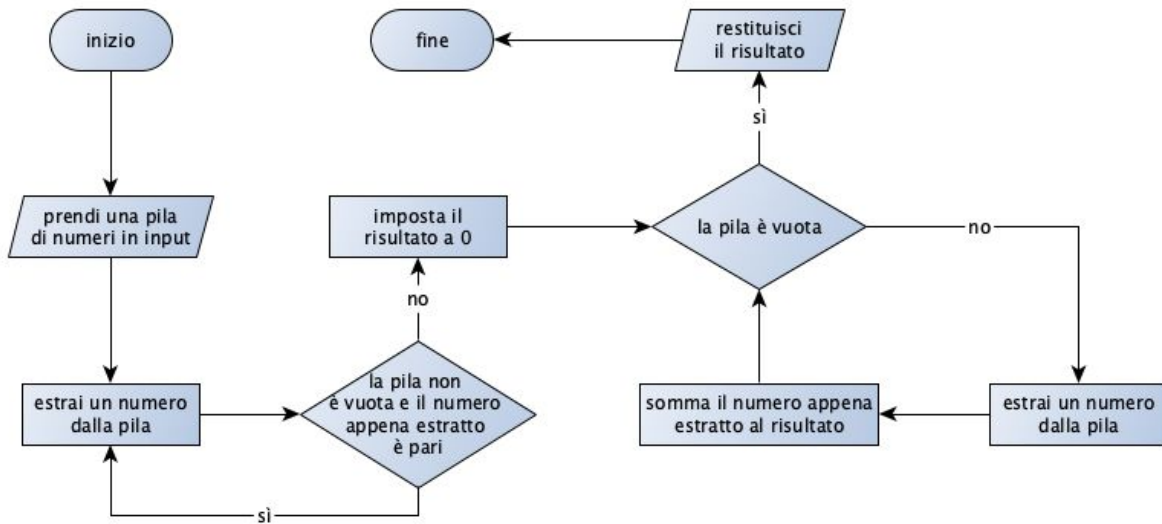 inizio
prendi una pila
di numeri in input
estrai un numero
dalla pila
la pila non
è vuota e il numero
appena estratto
è pari
sì
no
imposta il
risultato a 0
la pila è vuota
no
estrai un numero
dalla pila
somma il numero appena
estratto al risultato
sì
restituisci
il risultato
fine